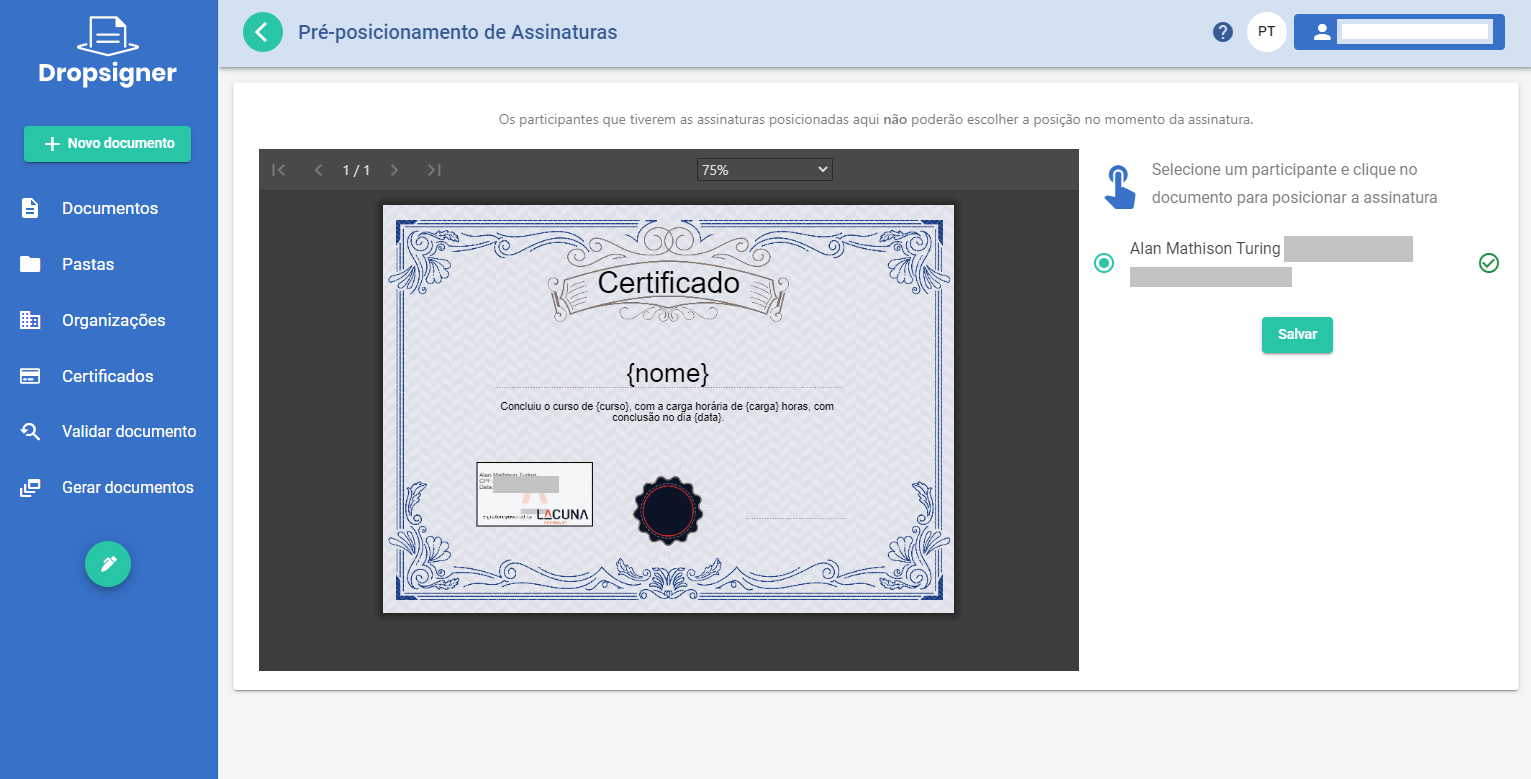 Dropsigner
Novo documento
Documentos
Pastas
Organizações
Certificados
Validar documento
Gerar documentos
Pré-posicionamento de Assinaturas
?
PT
Os participantes que tiverem as assinaturas posicionadas aqui não poderão escolher a posição no momento da assinatura.
1 / 1
75%
Certificado
{nome}
Concluiu o curso de {curso}, com a carga horária de {carga} horas, com
conclusão no dia {data}.
Alan Mathison Turing
CPF:
Data:
LACUNA
Selecione um participante e clique no
documento para posicionar a assinatura
Alan Mathison Turing
Salvar